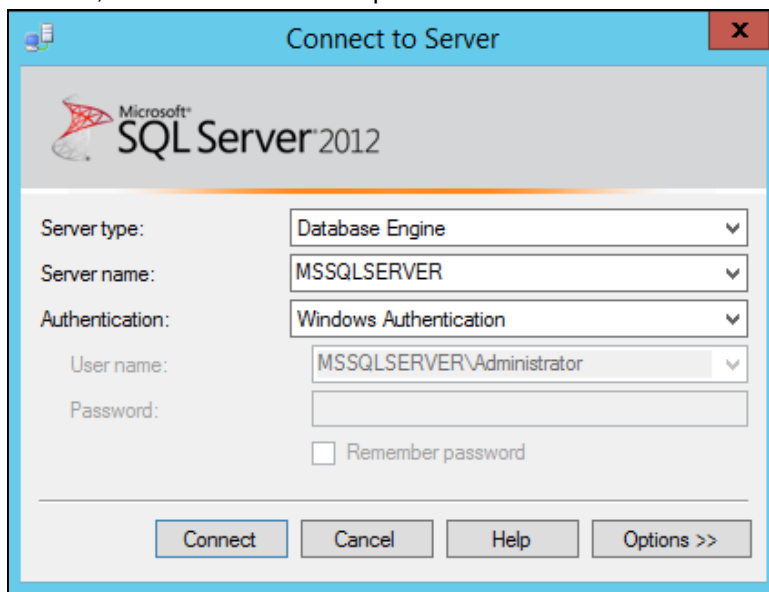 Connect to Server
x
Microsoft®
SQL Server® 2012
Server type: Database Engine
Server name: MSSQLSERVER
Authentication: Windows Authentication
User name: MSSQLSERVER\Administrator
Password:
Remember password
Connect Cancel Help Options >>